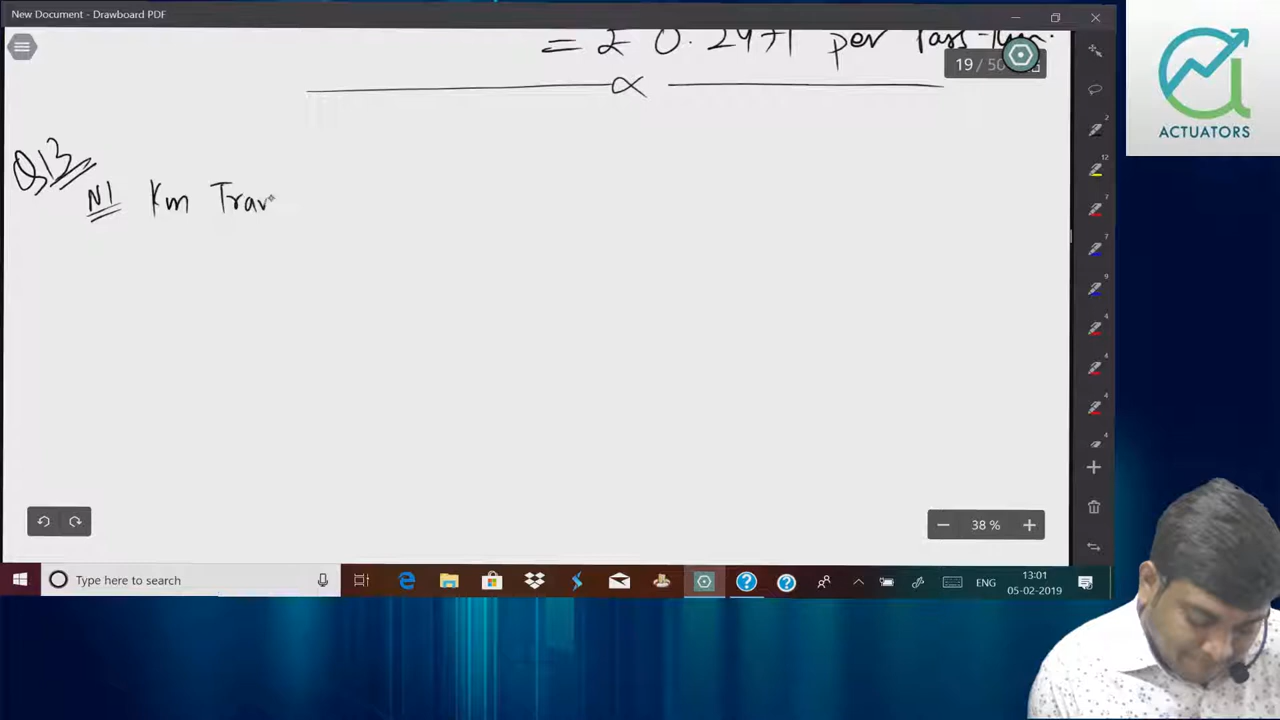 New Document - Drawboard PDF
= ₹ 0.2971 per Pass-Km.
19 / 50
ACTUATORS
Q13
N1 Km Trav
38 %
Type here to search
ENG
13:01
05-02-2019